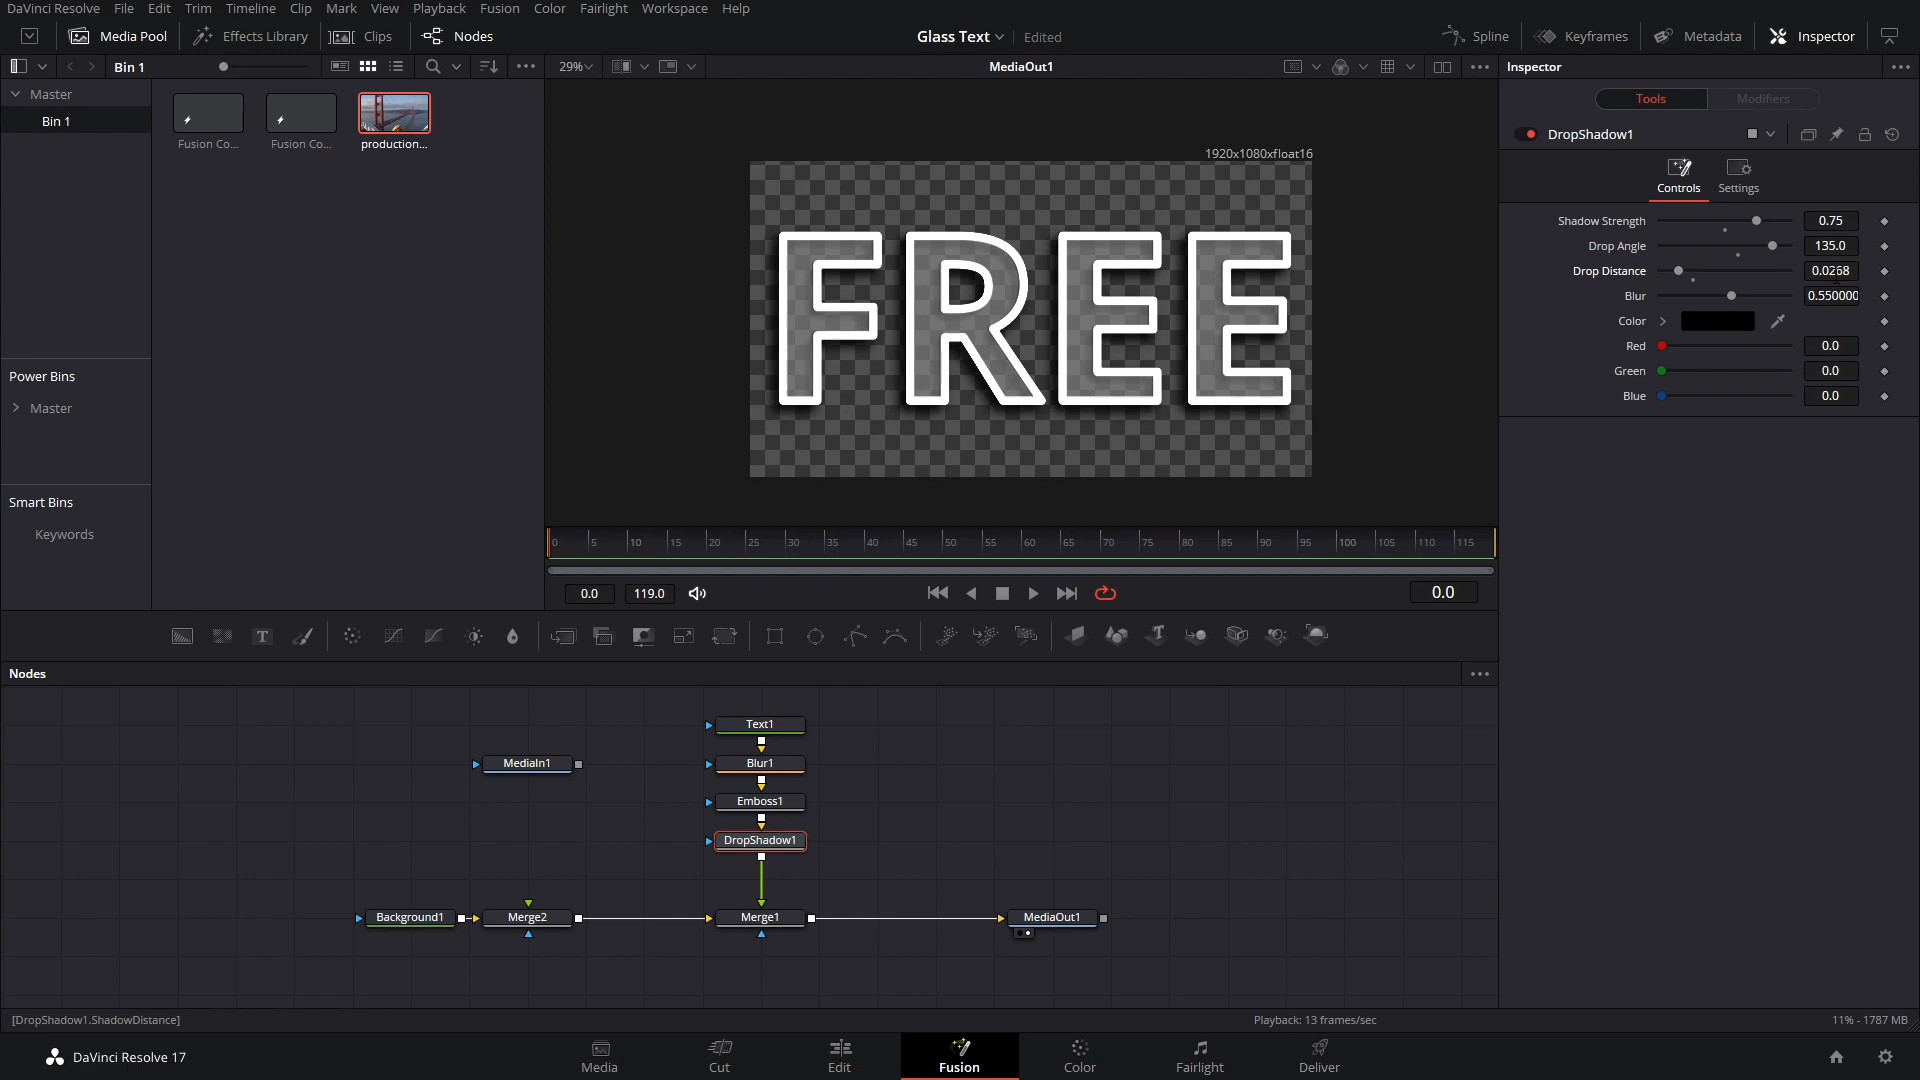 DaVinci Resolve File Edit Trim Timeline Clip Mark View Playback Fusion Color Fairlight Workspace Help
Media Pool Effects Library Clips Nodes Glass Text Edited Spline Keyframes Metadata Inspector
Bin 1 29% MediaOut1 Inspector
Master
Bin 1
Fusion Co... Fusion Co... production...
Tools Modifiers
DropShadow1
Controls Settings
1920x1080xfloat16
FREE
Shadow Strength 0.75
Drop Angle 135.0
Drop Distance 0.0268
Blur 0.550000
Color
Red 0.0
Green 0.0
Blue 0.0
Power Bins
Master
Smart Bins
Keywords
0 5 10 15 20 25 30 35 40 45 50 55 60 65 70 75 80 85 90 95 100 105 110 115
0.0 119.0 0.0
T T
Nodes
Text1
MediaIn1 Blur1
Emboss1
DropShadow1
Background1 Merge2 Merge1 MediaOut1
[DropShadow1.ShadowDistance] Playback: 13 frames/sec 11% - 1787 MB
DaVinci Resolve 17 Media Cut Edit Fusion Color Fairlight Deliver